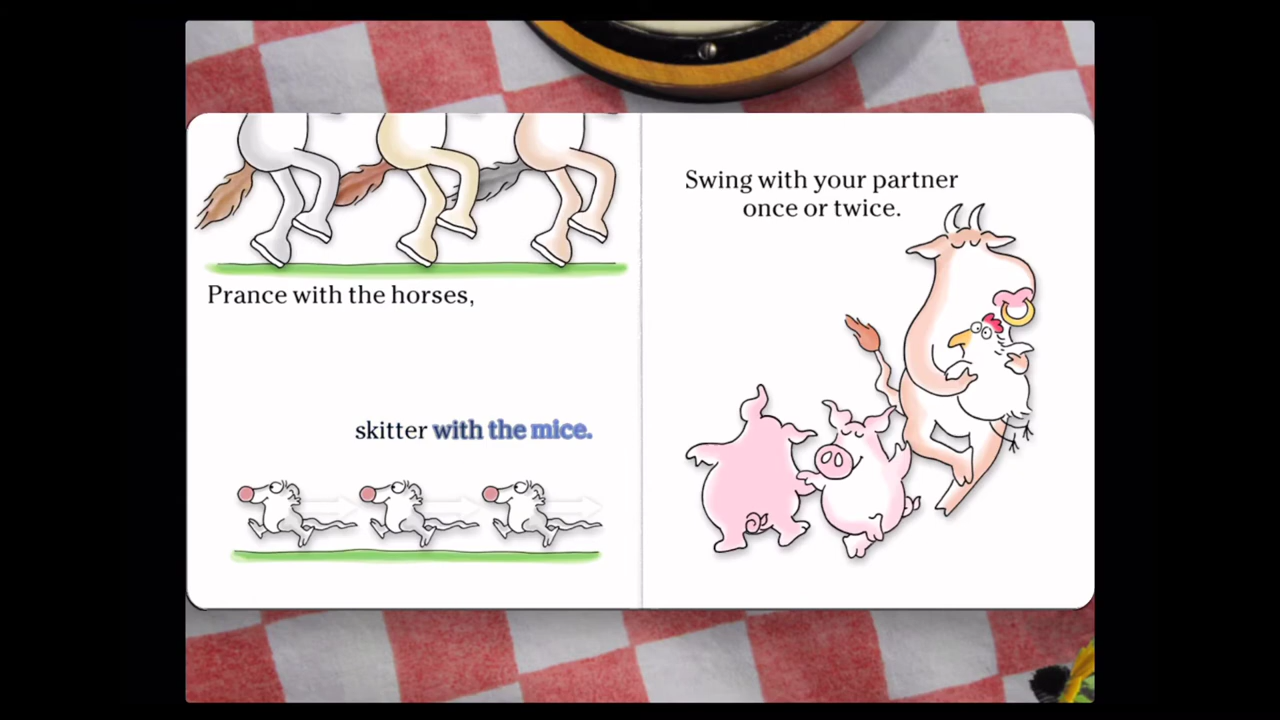 Prance with the horses,
skitter with the mice.
Swing with your partner
once or twice.